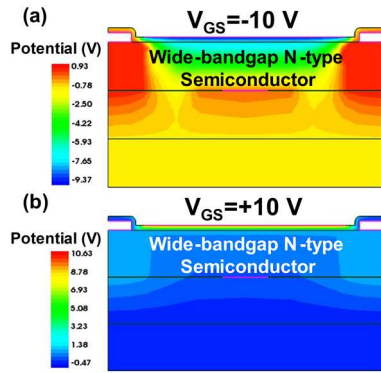 (a)
V_GS=-10 V
Potential (V)
0.93
-0.78
-2.50
-4.22
-5.93
-7.65
-9.37
Wide-bandgap N-type
Semiconductor
(b)
V_GS=+10 V
Potential (V)
10.63
8.78
6.93
5.08
3.23
1.38
-0.47
Wide-bandgap N-type
Semiconductor